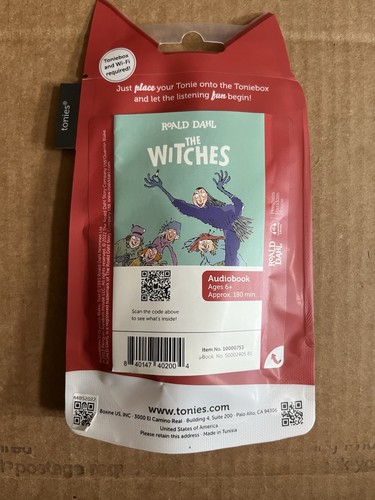 Toniebox
and Wi-Fi
required!
tonies®
Just place your Tonie onto the Toniebox
and let the listening fun begin!
ROALD DAHL
THE
WITCHES
ROALD
DAHL
Audiobook
Ages 6+
Approx. 180 min.
Scan the code above
to see what's inside!
Item No. 10000753
8 40147 40200 4
www.tonies.com
Boxine US, INC · 3000 El Camino Real · Building 4, Suite 200 · Palo Alto, CA 94306
United States of America
Please retain this address · Made in Tunisia